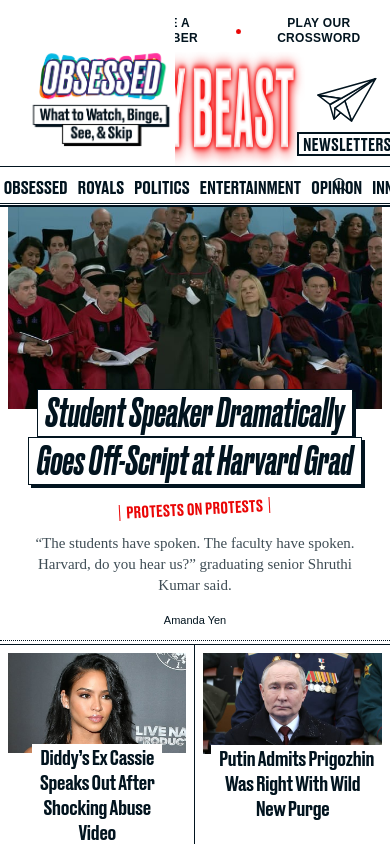 PLAY OUR
CROSSWORD
OBSESSED
What to Watch, Binge,
See, & Skip
BEAST
NEWSLETTERS
OBSESSED ROYALS POLITICS ENTERTAINMENT OPINION
Student Speaker Dramatically
Goes Off-Script at Harvard Grad
PROTESTS ON PROTESTS
“The students have spoken. The faculty have spoken.
Harvard, do you hear us?” graduating senior Shruthi
Kumar said.
Amanda Yen
LIVE NA
PRODUCT
Diddy’s Ex Cassie
Speaks Out After
Shocking Abuse
Video
Putin Admits Prigozhin
Was Right With Wild
New Purge